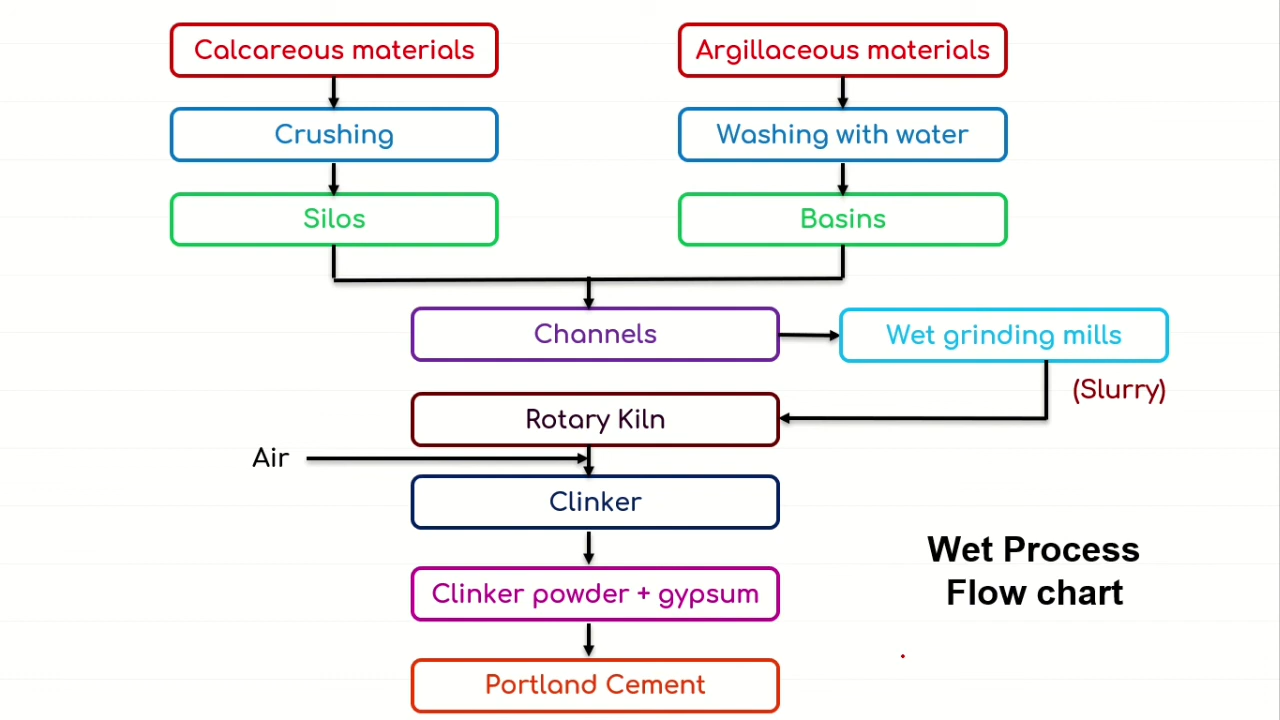 Calcareous materials
Argillaceous materials
Crushing
Washing with water
Silos
Basins
Channels
Wet grinding mills
(Slurry)
Rotary Kiln
Air
Clinker
Wet Process
Flow chart
Clinker powder + gypsum
Portland Cement